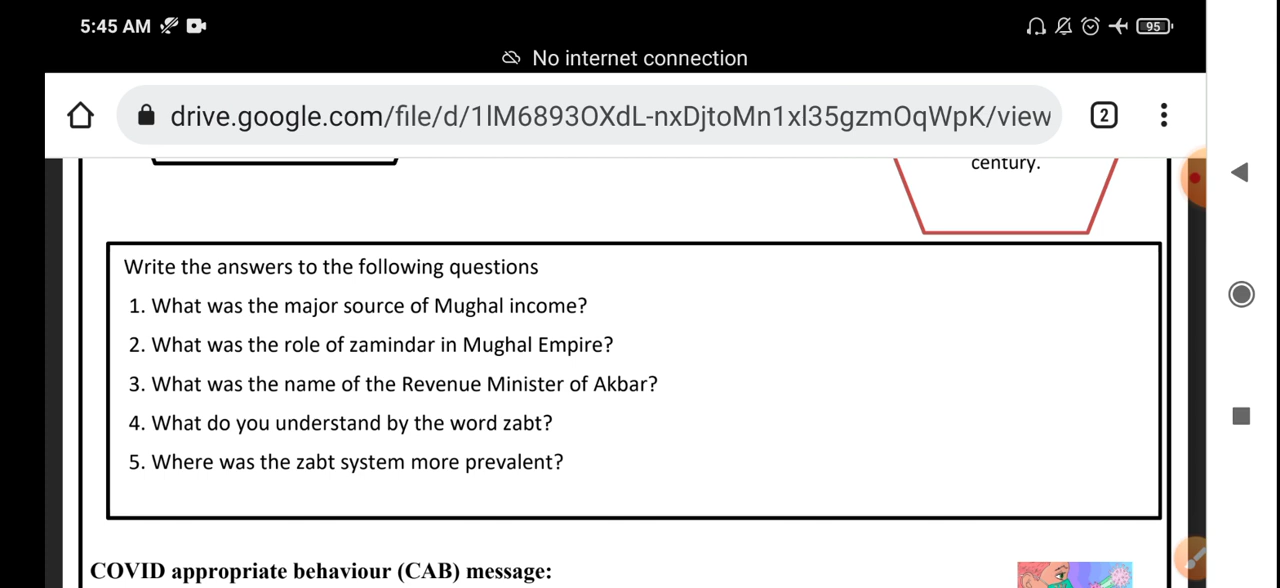 5:45 AM
95
No internet connection
drive.google.com/file/d/1lM6893OXdL-nxDjtoMn1xl35gzmOqWpK/view
2
century.
Write the answers to the following questions
1. What was the major source of Mughal income?
2. What was the role of zamindar in Mughal Empire?
3. What was the name of the Revenue Minister of Akbar?
4. What do you understand by the word zabt?
5. Where was the zabt system more prevalent?
COVID appropriate behaviour (CAB) message: